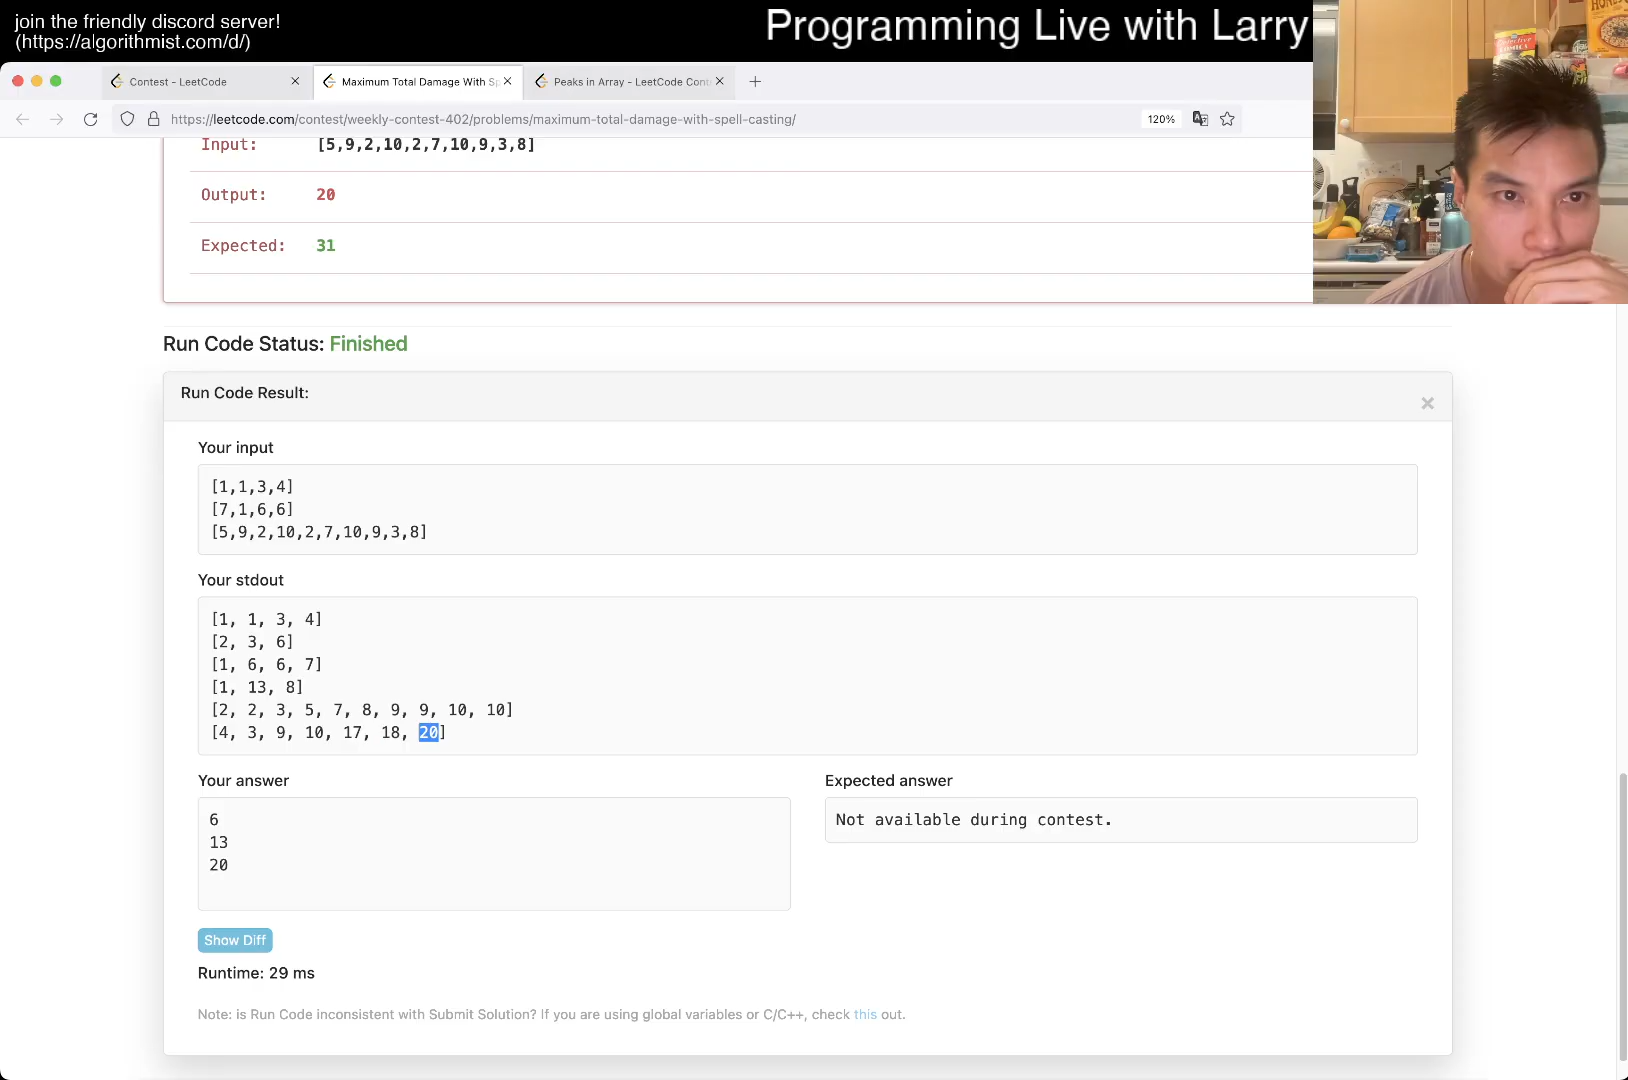 join the friendly discord server!
(https://algorithmist.com/d/)
Programming Live with Larry
Contest - LeetCode
Maximum Total Damage With Sp
Peaks in Array - LeetCode Cont
https://leetcode.com/contest/weekly-contest-402/problems/maximum-total-damage-with-spell-casting/
120%
Input: [5,9,2,10,2,7,10,9,3,8]
Output: 20
Expected: 31
Run Code Status: Finished
Run Code Result:
Your input
[1,1,3,4]
[7,1,6,6]
[5,9,2,10,2,7,10,9,3,8]
Your stdout
[1, 1, 3, 4]
[2, 3, 6]
[1, 6, 6, 7]
[1, 13, 8]
[2, 2, 3, 5, 7, 8, 9, 9, 10, 10]
[4, 3, 9, 10, 17, 18, 20]
Your answer
6
13
20
Expected answer
Not available during contest.
Show Diff
Runtime: 29 ms
Note: is Run Code inconsistent with Submit Solution? If you are using global variables or C/C++, check this out.